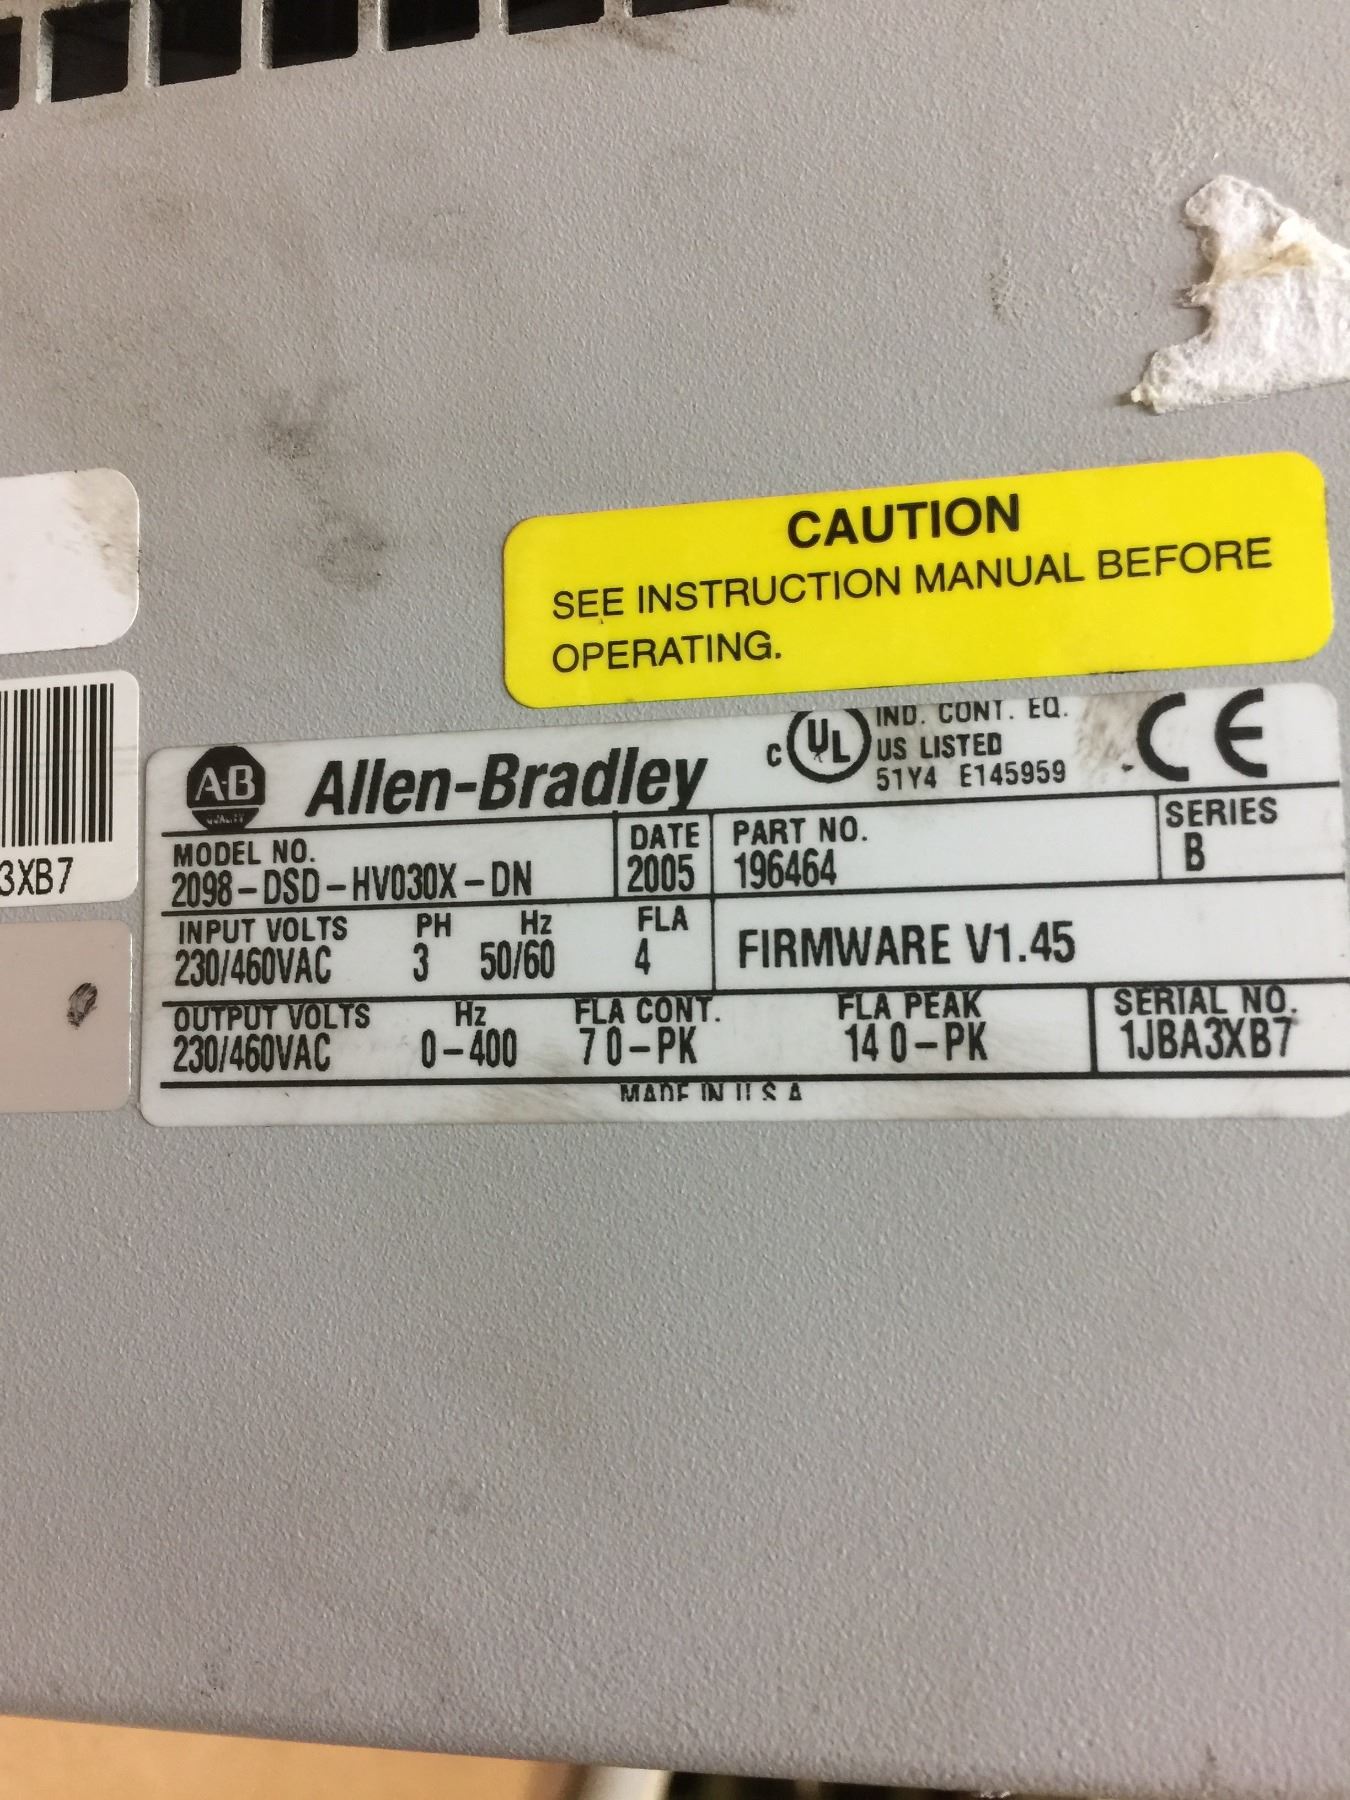 CAUTION
SEE INSTRUCTION MANUAL BEFORE
OPERATING.
3XB7
A-B
QUALITY
Allen-Bradley
C UL
IND. CONT. EQ.
US LISTED
51Y4 E145959
CE
MODEL NO.
2098-DSD-HV030X-DN
DATE
2005
PART NO.
196464
SERIES
B
INPUT VOLTS PH Hz FLA
230/460VAC 3 50/60 4
FIRMWARE V1.45
OUTPUT VOLTS Hz FLA CONT. FLA PEAK
230/460VAC 0-400 7 0-PK 14 0-PK
SERIAL NO.
1JBA3XB7
MADE IN U S A